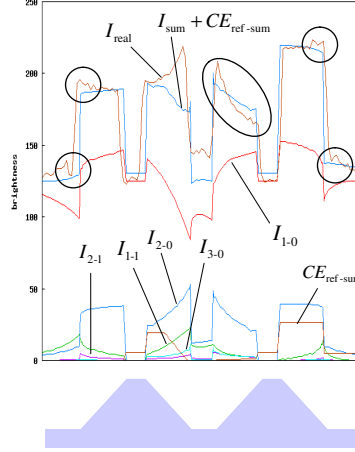 250
I_real
I_sum + CE_ref-sum
200
brightness
150
100
I_1-0
50
I_2-1
I_1-1
I_2-0
I_3-0
CE_ref-sum
0